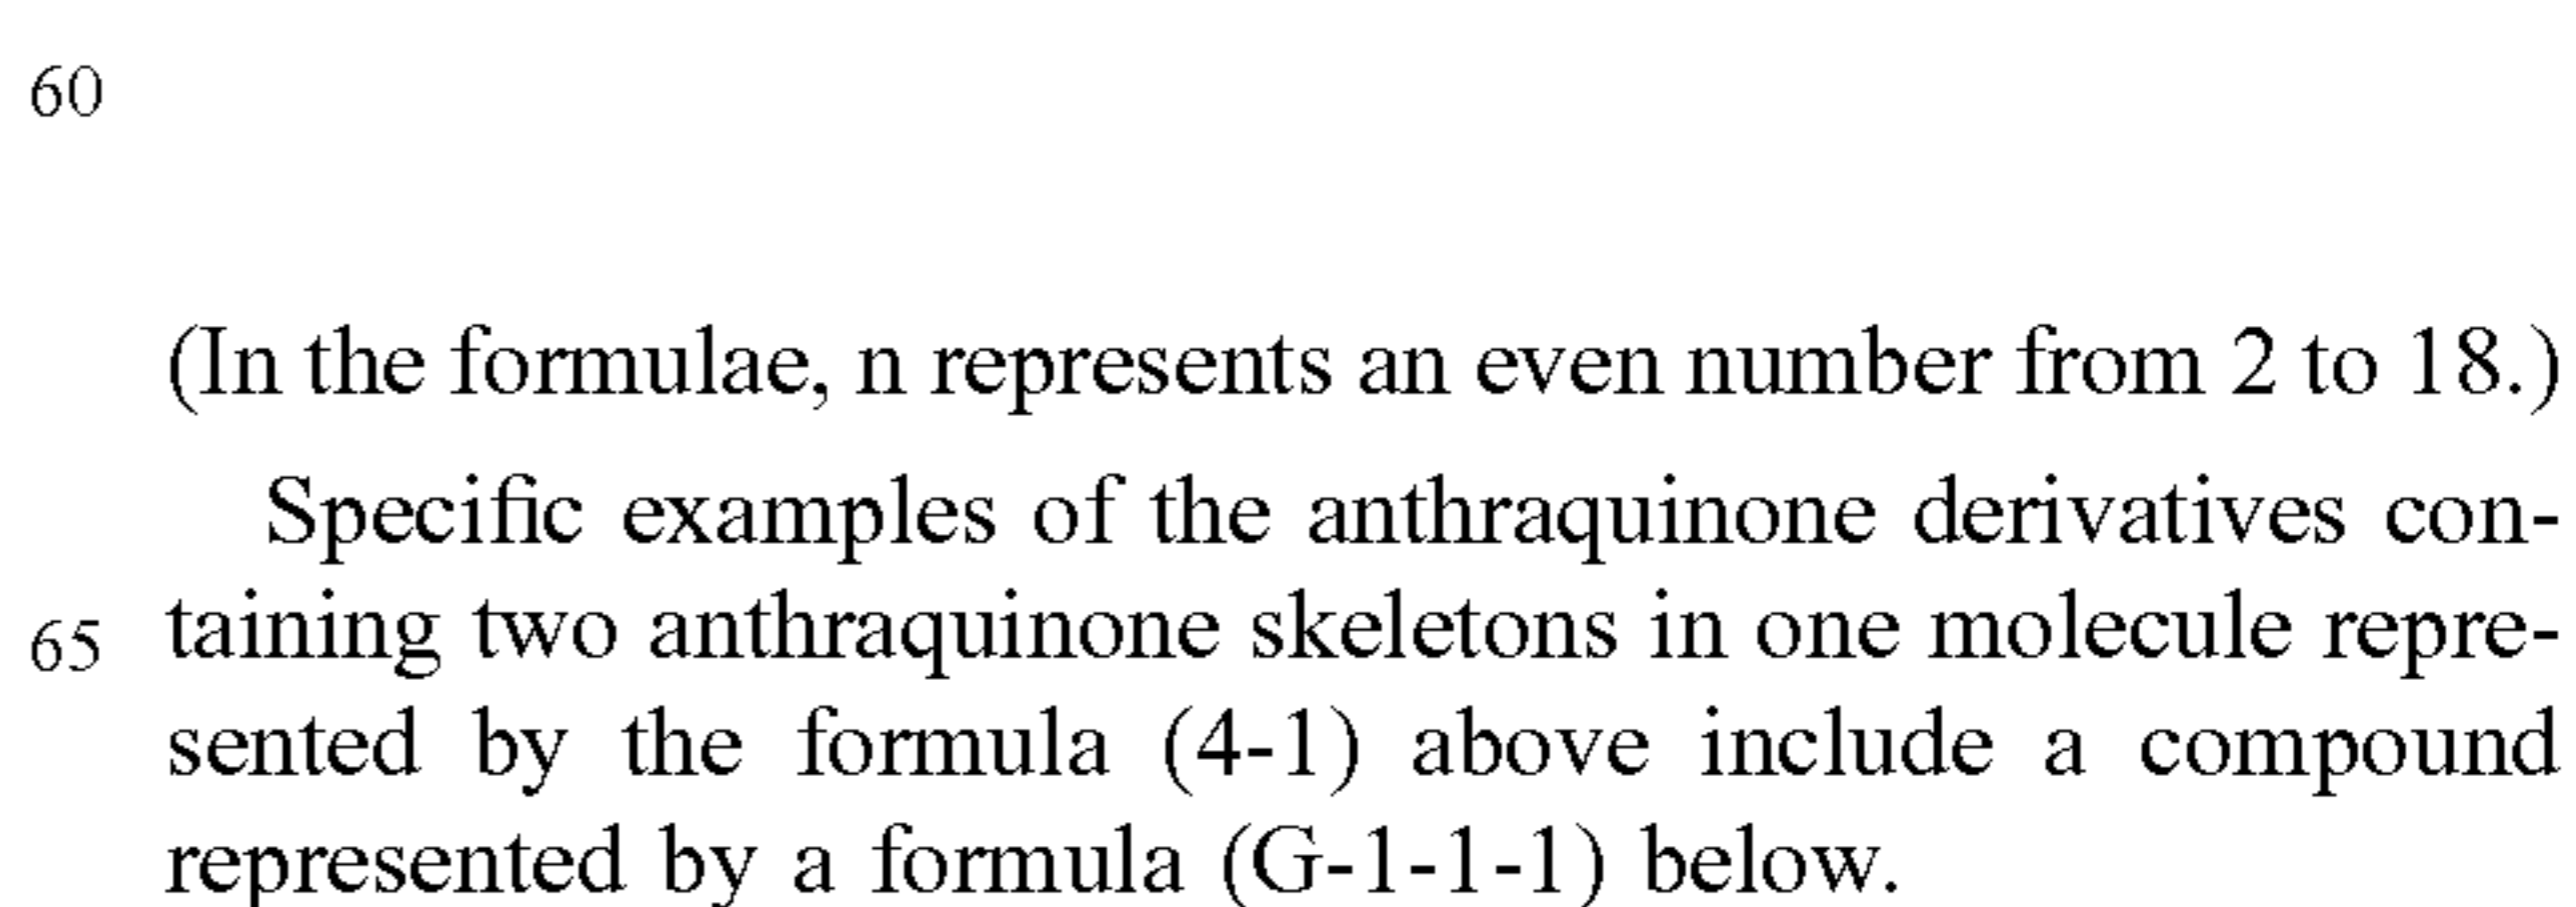 60
(In the formulae, n represents an even number from 2 to 18.)
Specific examples of the anthraquinone derivatives con-
65 taining two anthraquinone skeletons in one molecule repre-
sented by the formula (4-1) above include a compound
represented by a formula (G-1-1-1) below.